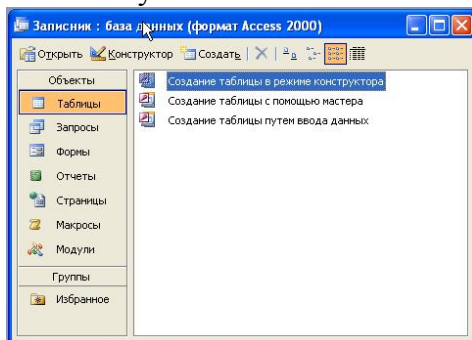 Записник : база данных (формат Access 2000)
Открыть Конструктор Создать
Объекты
Таблицы
Запросы
Формы
Отчеты
Страницы
Макросы
Модули
Группы
Избранное
Создание таблицы в режиме конструктора
Создание таблицы с помощью мастера
Создание таблицы путем ввода данных